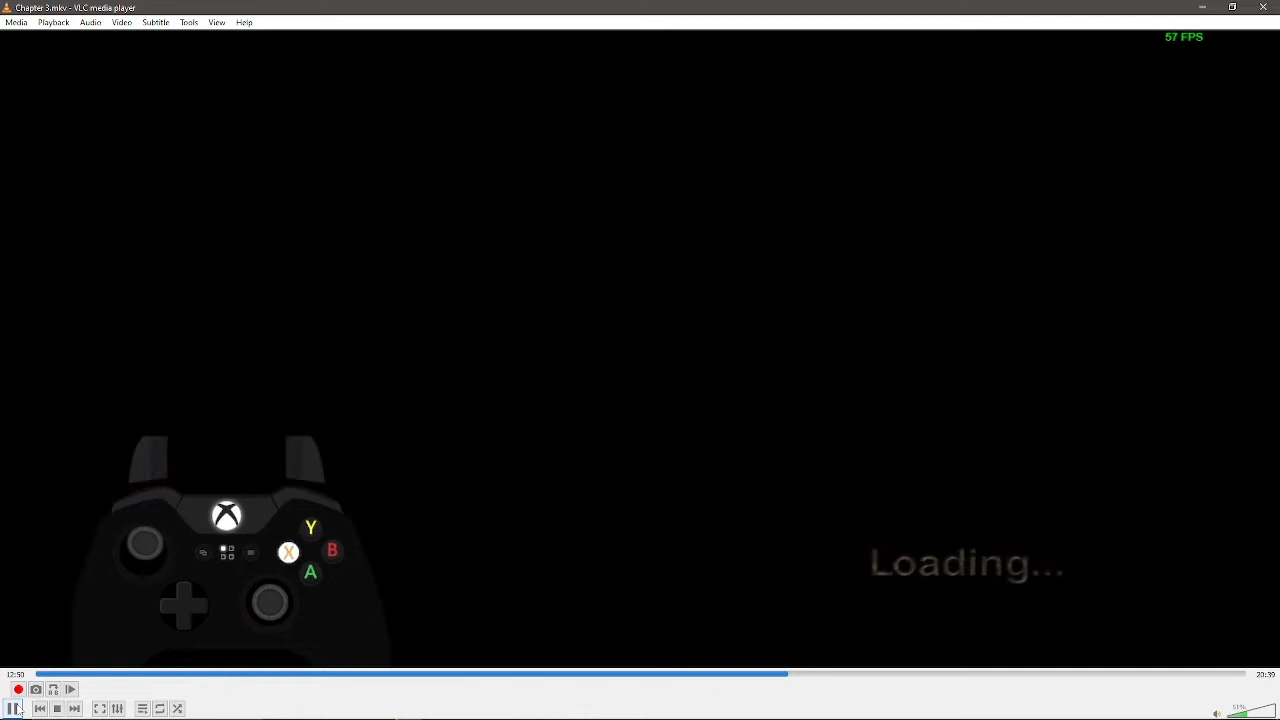 Chapter 3.mkv - VLC media player
Media Playback Audio Video Subtitle Tools View Help
57 FPS
Y
X B
A
Loading...
12:50 20:39
51%